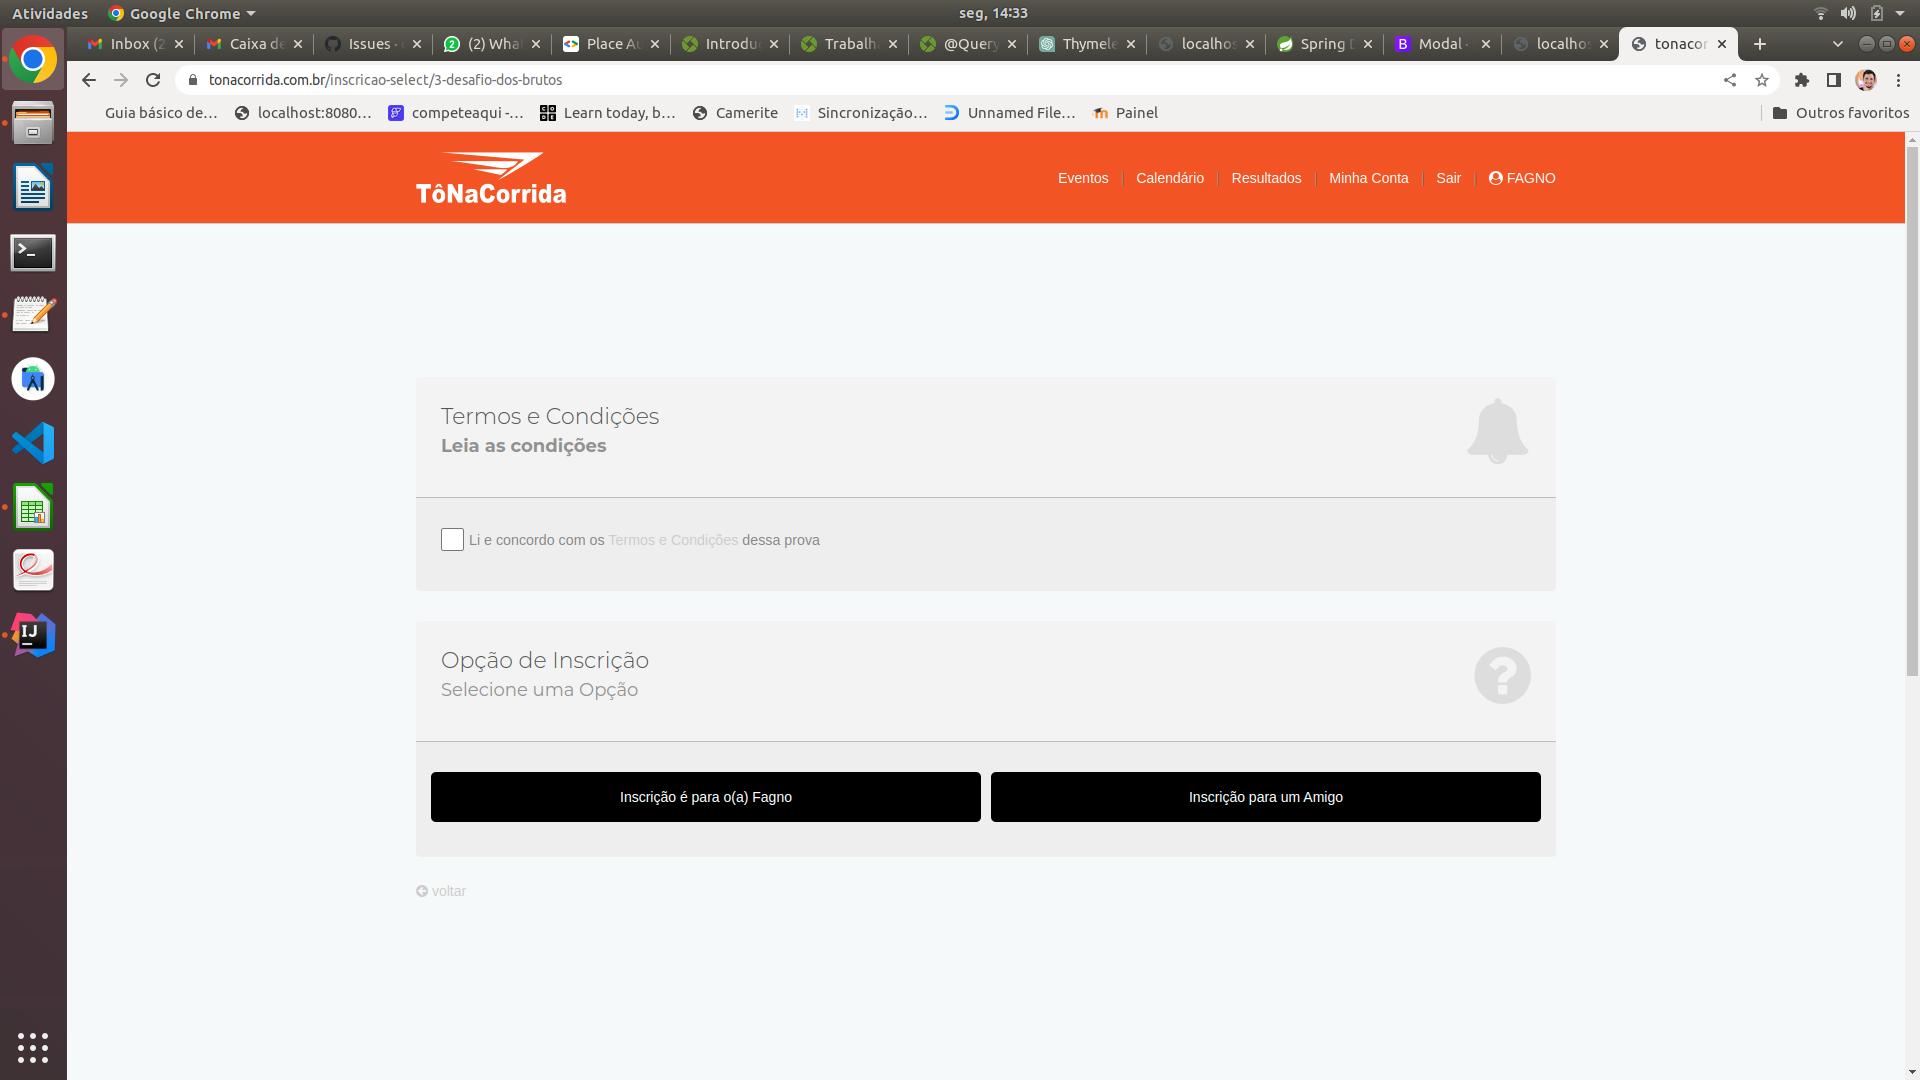 Atividades
Google Chrome
seg, 14:33
Inbox (2
Caixa de
Issues ·
(2) Wha
Place Au
Introdu
Trabalh
@Query
Thymele
localhos
Spring D
Modal ·
localhos
tonacor
tonacorrida.com.br/inscricao-select/3-desafio-dos-brutos
Guia básico de…
localhost:8080…
competeaqui -…
Learn today, b…
Camerite
Sincronização…
Unnamed File…
Painel
Outros favoritos
TôNaCorrida
Eventos
Calendário
Resultados
Minha Conta
Sair
FAGNO
Termos e Condições
Leia as condições
Li e concordo com os Termos e Condições dessa prova
Opção de Inscrição
Selecione uma Opção
Inscrição é para o(a) Fagno
Inscrição para um Amigo
voltar